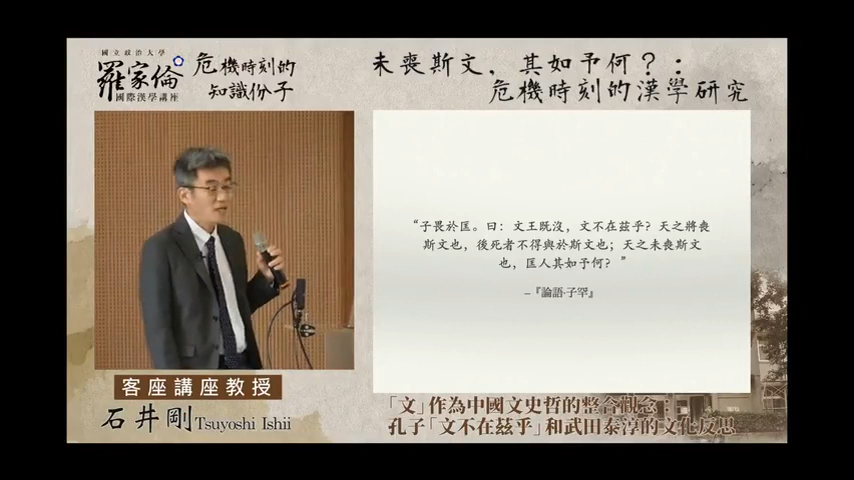 國立政治大學
羅家倫
國際漢學講座
危機時刻的
知識份子
未喪斯文，其如予何？：
危機時刻的漢學研究
“子畏於匡。曰：文王既沒，文不在茲乎？天之將喪
斯文也，後死者不得與於斯文也；天之未喪斯文
也，匡人其如予何？”
–『論語·子罕』
客座講座教授
石井剛Tsuyoshi Ishii
「文」作為中國文史哲的整合觀念：
孔子「文不在茲乎」和武田泰淳的文化反思